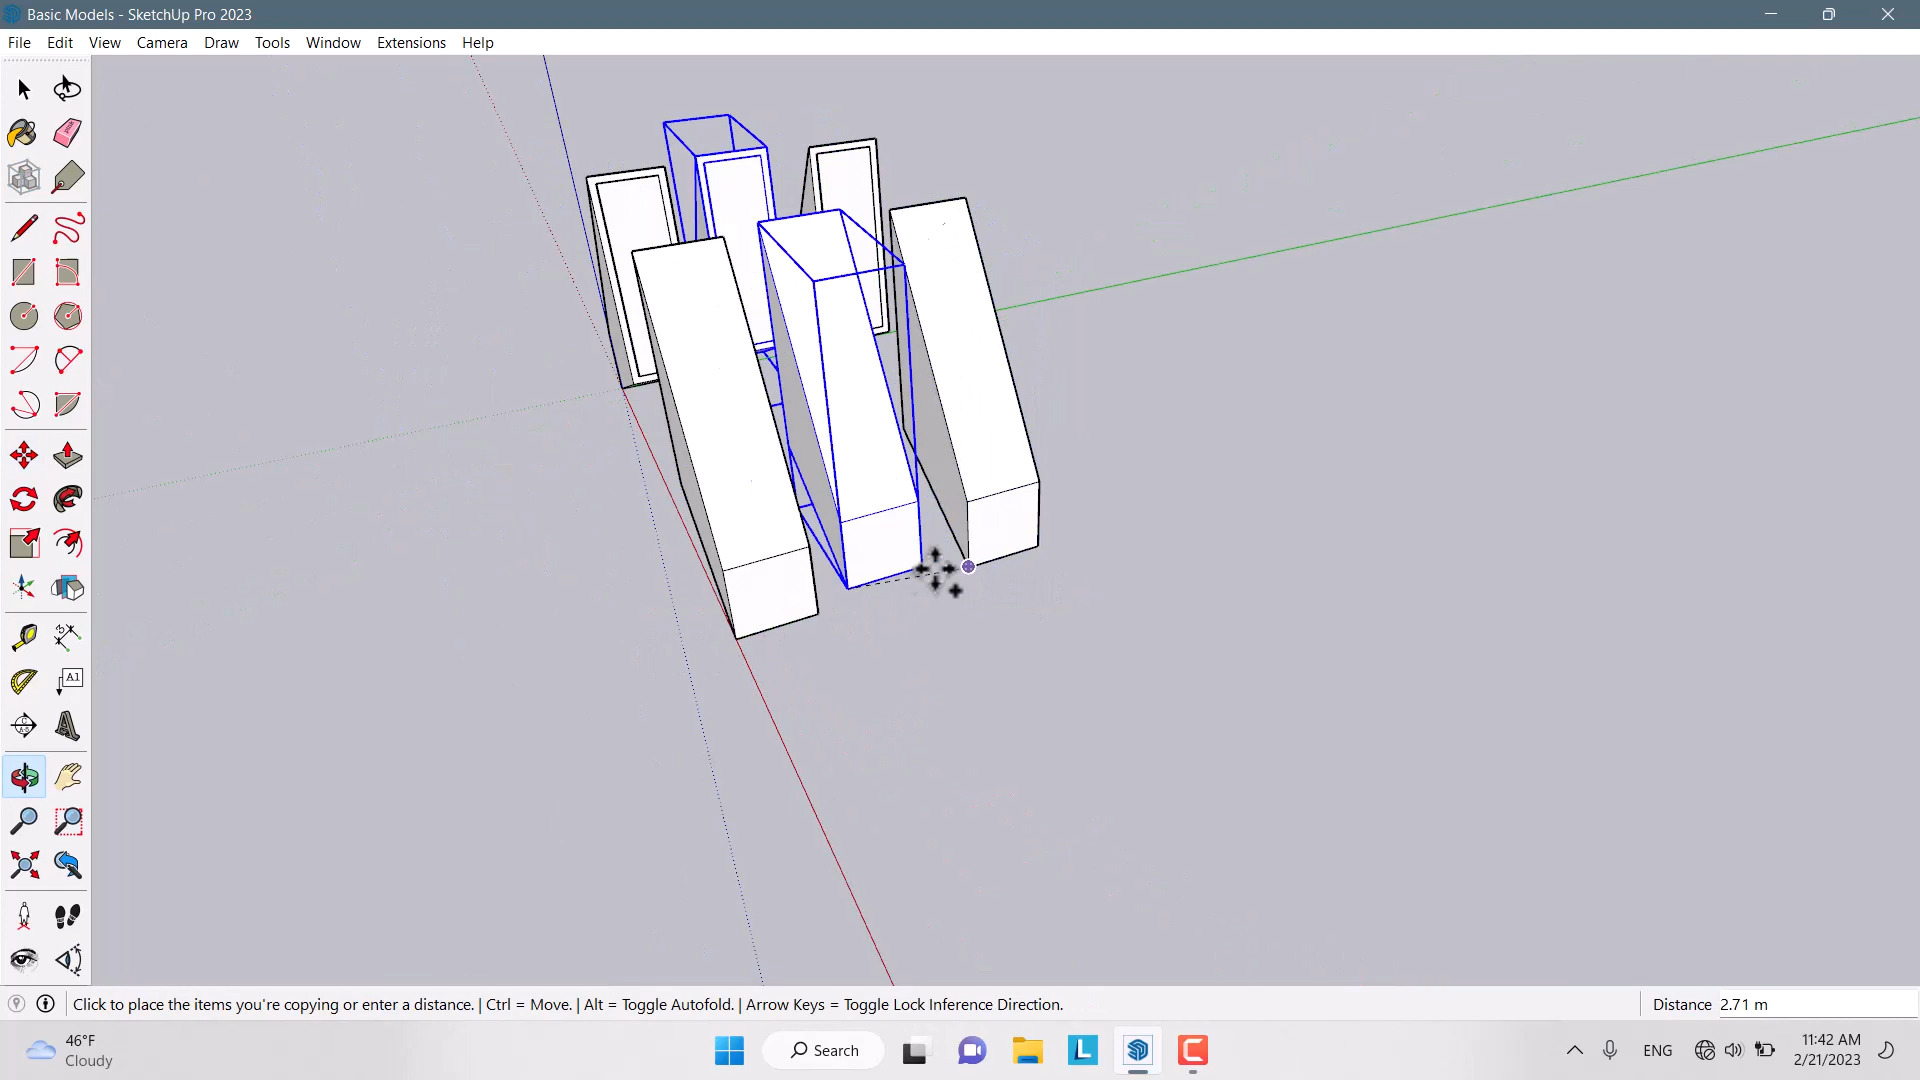 Basic Models - SketchUp Pro 2023
File Edit View Camera Draw Tools Window Extensions Help
A1
Click to place the items you're copying or enter a distance. | Ctrl = Move. | Alt = Toggle Autofold. | Arrow Keys = Toggle Lock Inference Direction.
Distance 2.71 m
46°F
Cloudy
Search
ENG
11:42 AM
2/21/2023